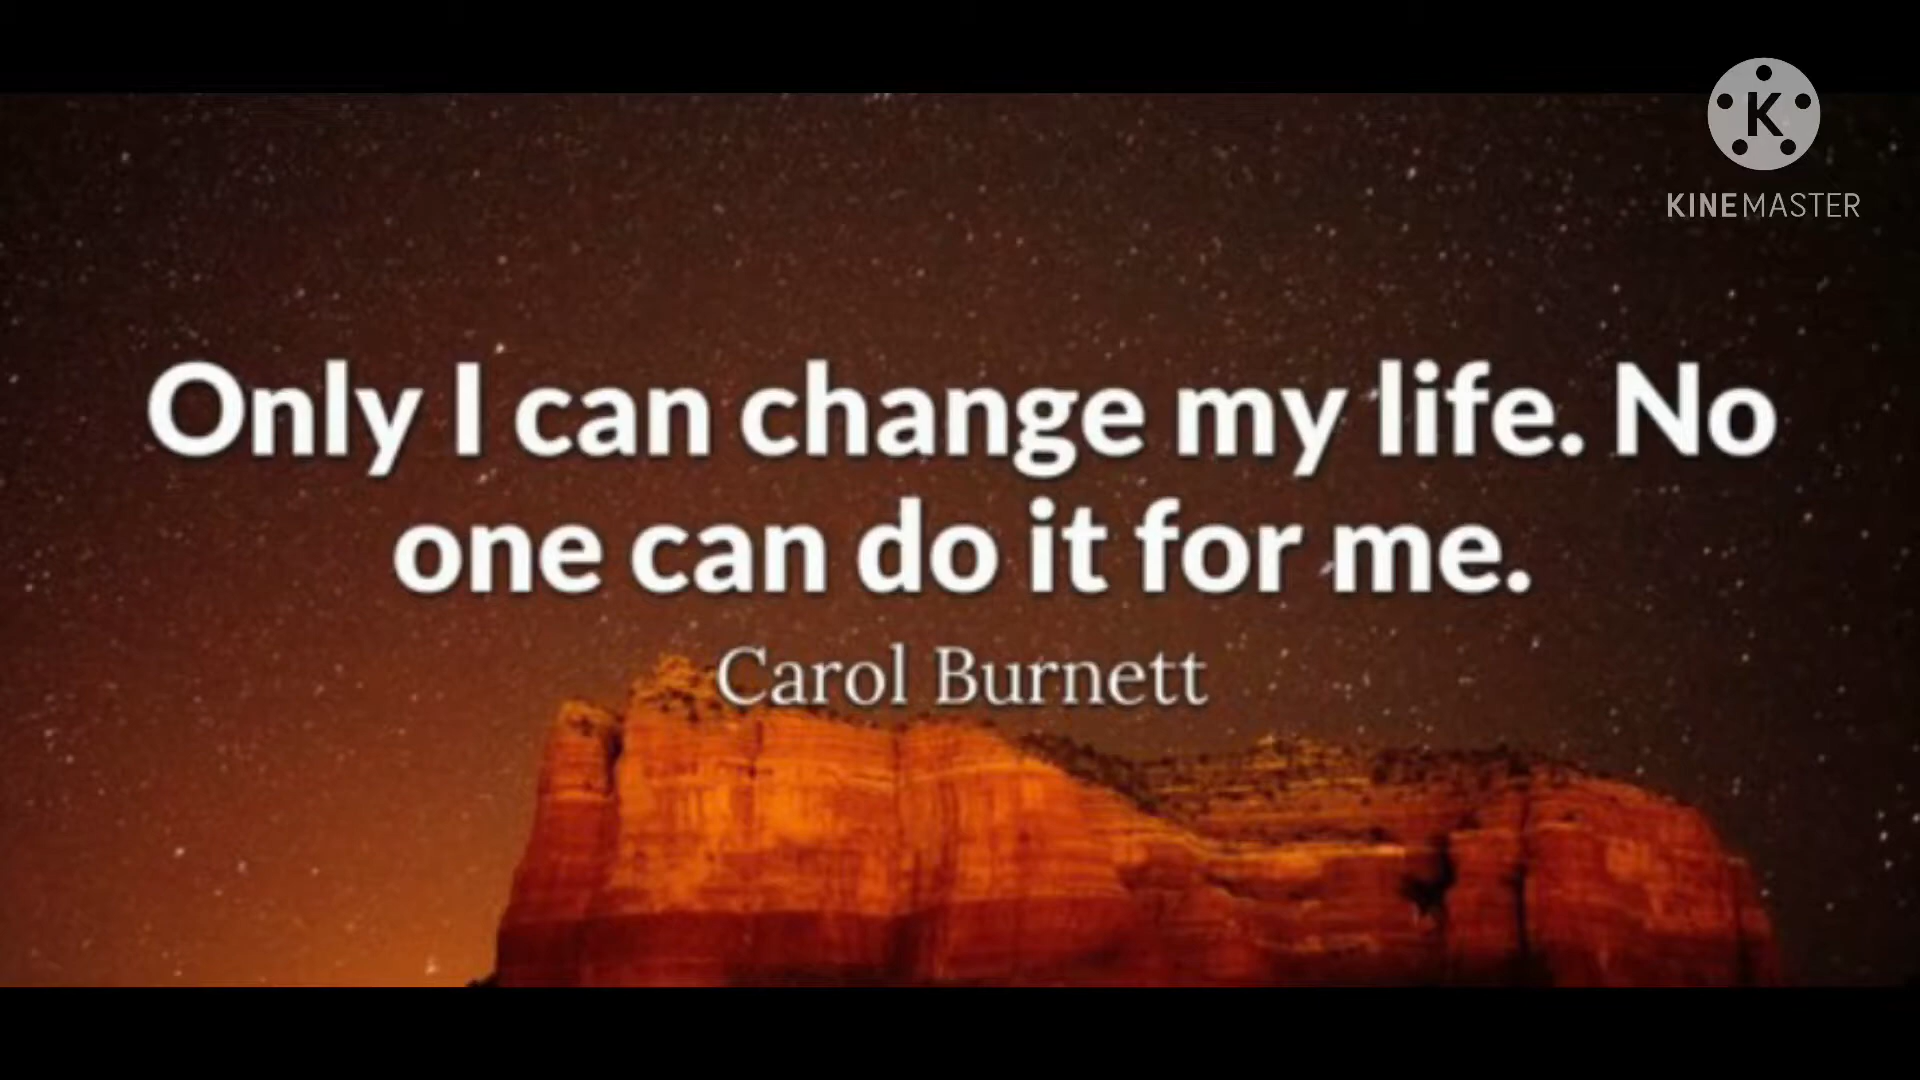 K
KINEMASTER
Only I can change my life. No
one can do it for me.
Carol Burnett